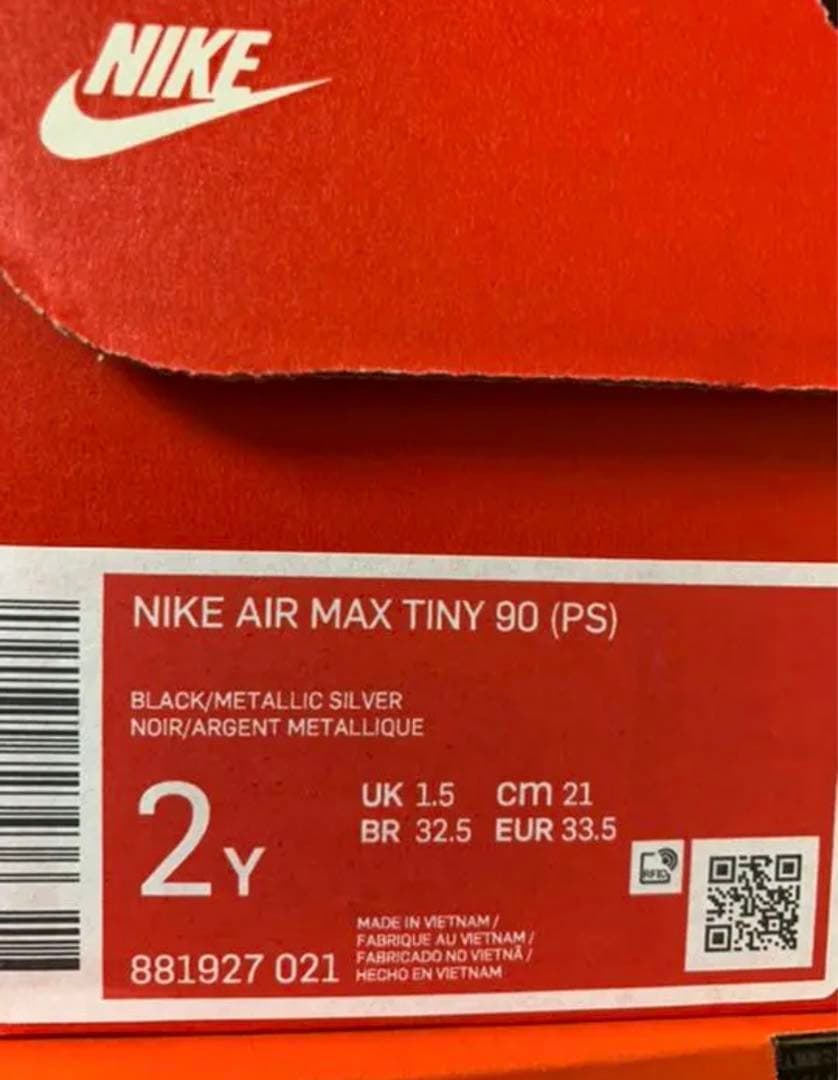 NIKE
NIKE AIR MAX TINY 90 (PS)
BLACK/METALLIC SILVER
NOIR/ARGENT METALLIQUE
2Y
UK 1.5 cm 21
BR 32.5 EUR 33.5
RFID
881927 021
MADE IN VIETNAM /
FABRIQUE AU VIETNAM /
FABRICADO NO VIETNÃ /
HECHO EN VIETNAM